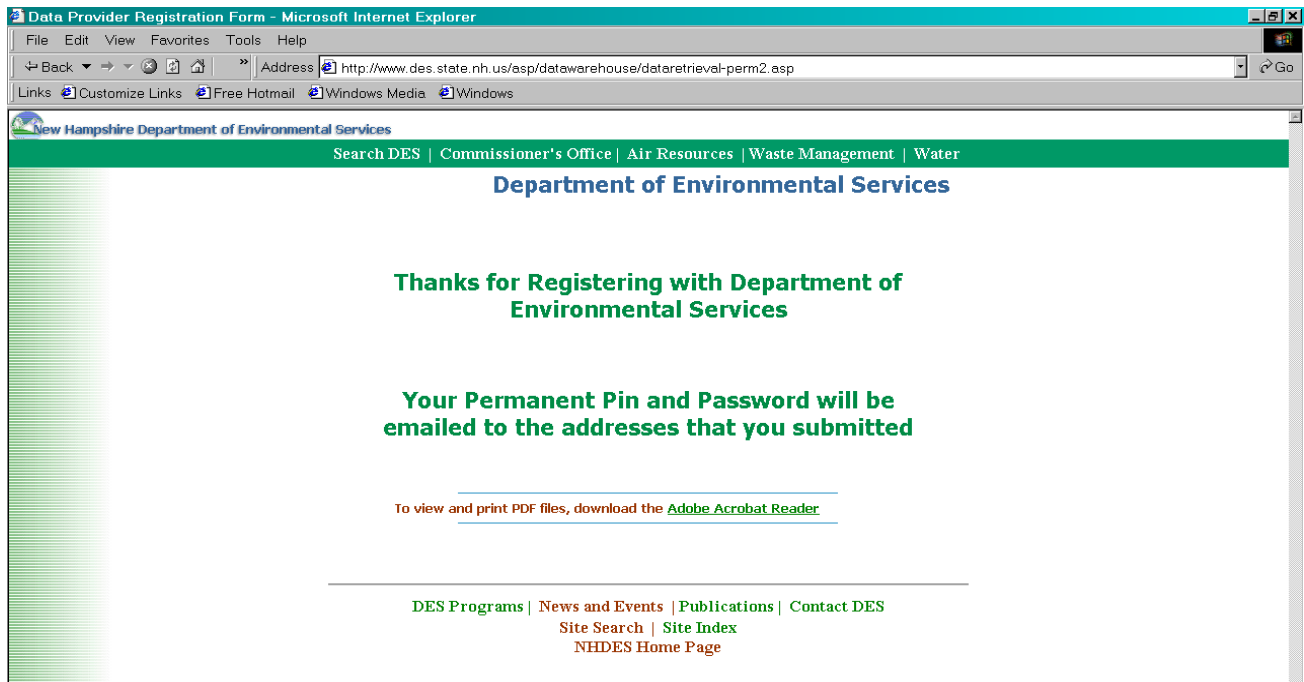 Data Provider Registration Form - Microsoft Internet Explorer
File Edit View Favorites Tools Help
Back » Address http://www.des.state.nh.us/asp/datawarehouse/dataretrieval-perm2.asp Go
Links Customize Links Free Hotmail Windows Media Windows
New Hampshire Department of Environmental Services
Search DES | Commissioner's Office | Air Resources | Waste Management | Water
Department of Environmental Services
Thanks for Registering with Department of
Environmental Services
Your Permanent Pin and Password will be
emailed to the addresses that you submitted
To view and print PDF files, download the Adobe Acrobat Reader
DES Programs | News and Events | Publications | Contact DES
Site Search | Site Index
NHDES Home Page